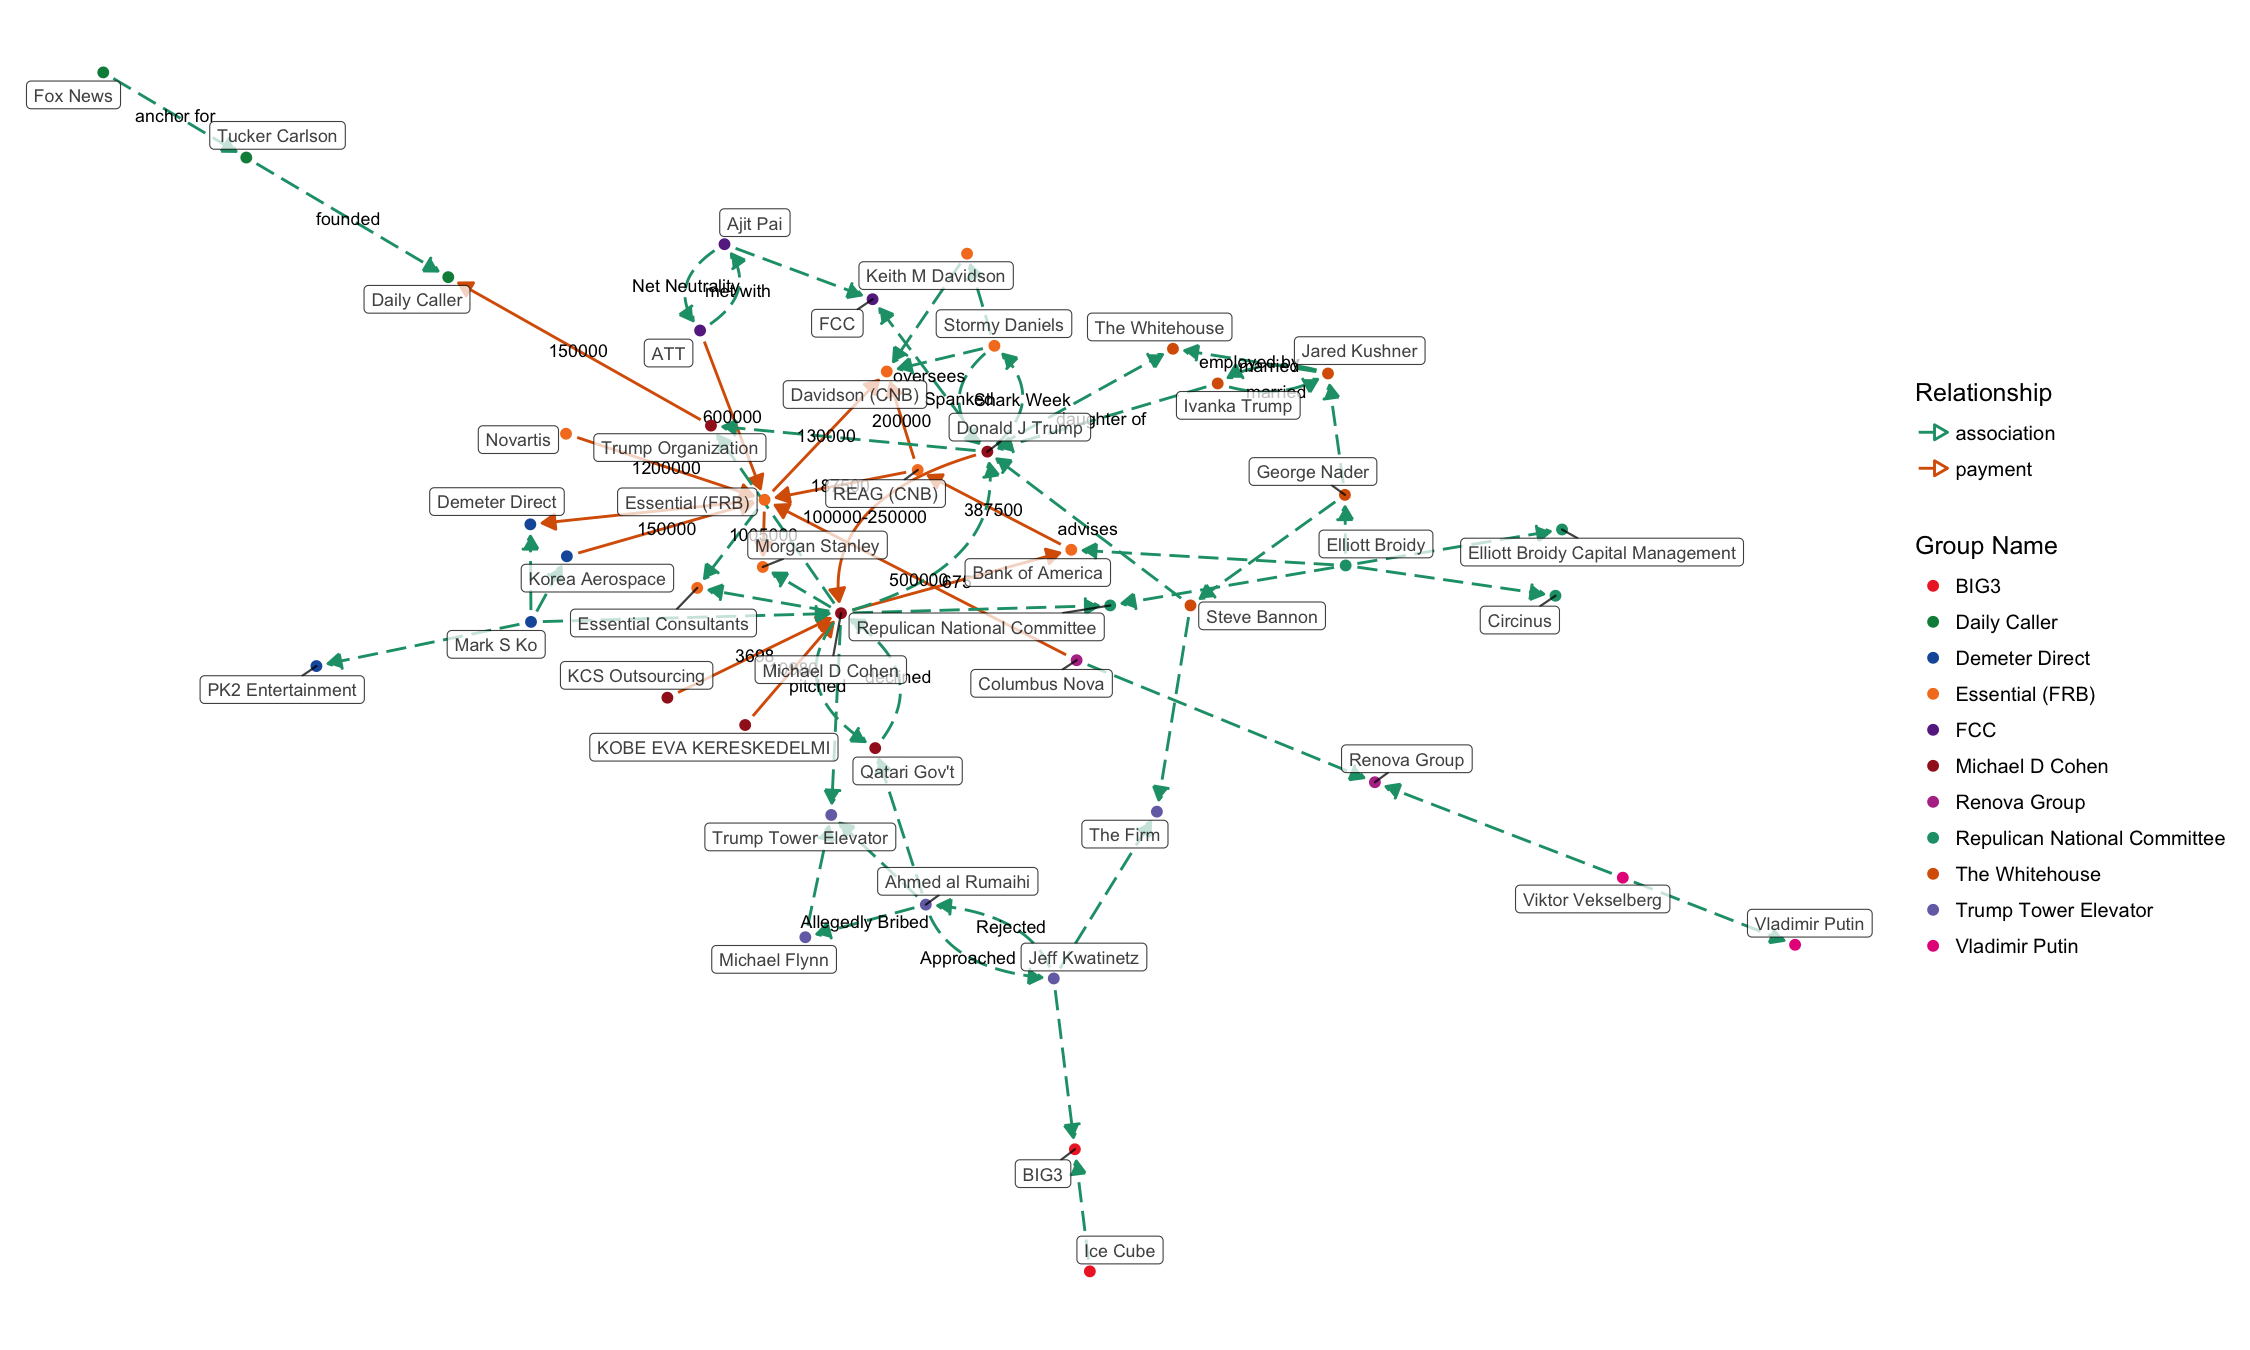 Fox News
anchor for
Tucker Carlson
founded
Ajit Pai
Keith M Davidson
Net Neutrality
met with
Daily Caller
FCC
Stormy Daniels
The Whitehouse
ATT
150000
Jared Kushner
employed by
married
oversees
married
Davidson (CNB)
Spanked
Shark Week
Ivanka Trump
600000
200000
daughter of
Donald J Trump
130000
Novartis
Trump Organization
1200000
George Nader
187500
REAG (CNB)
Demeter Direct
Essential (FRB)
387500
100000-250000
150000
advises
Morgan Stanley
Elliott Broidy
Elliott Broidy Capital Management
Korea Aerospace
Bank of America
500000
Essential Consultants
Repulican National Committee
Steve Bannon
Circinus
Mark S Ko
3698
Michael D Cohen
declined
KCS Outsourcing
pitched
Columbus Nova
PK2 Entertainment
KOBE EVA KERESKEDELMI
Qatari Gov't
Renova Group
Trump Tower Elevator
The Firm
Ahmed al Rumaihi
Viktor Vekselberg
Allegedly Bribed
Rejected
Vladimir Putin
Michael Flynn
Approached
Jeff Kwatinetz
BIG3
Ice Cube
Relationship
association
payment
Group Name
BIG3
Daily Caller
Demeter Direct
Essential (FRB)
FCC
Michael D Cohen
Renova Group
Repulican National Committee
The Whitehouse
Trump Tower Elevator
Vladimir Putin